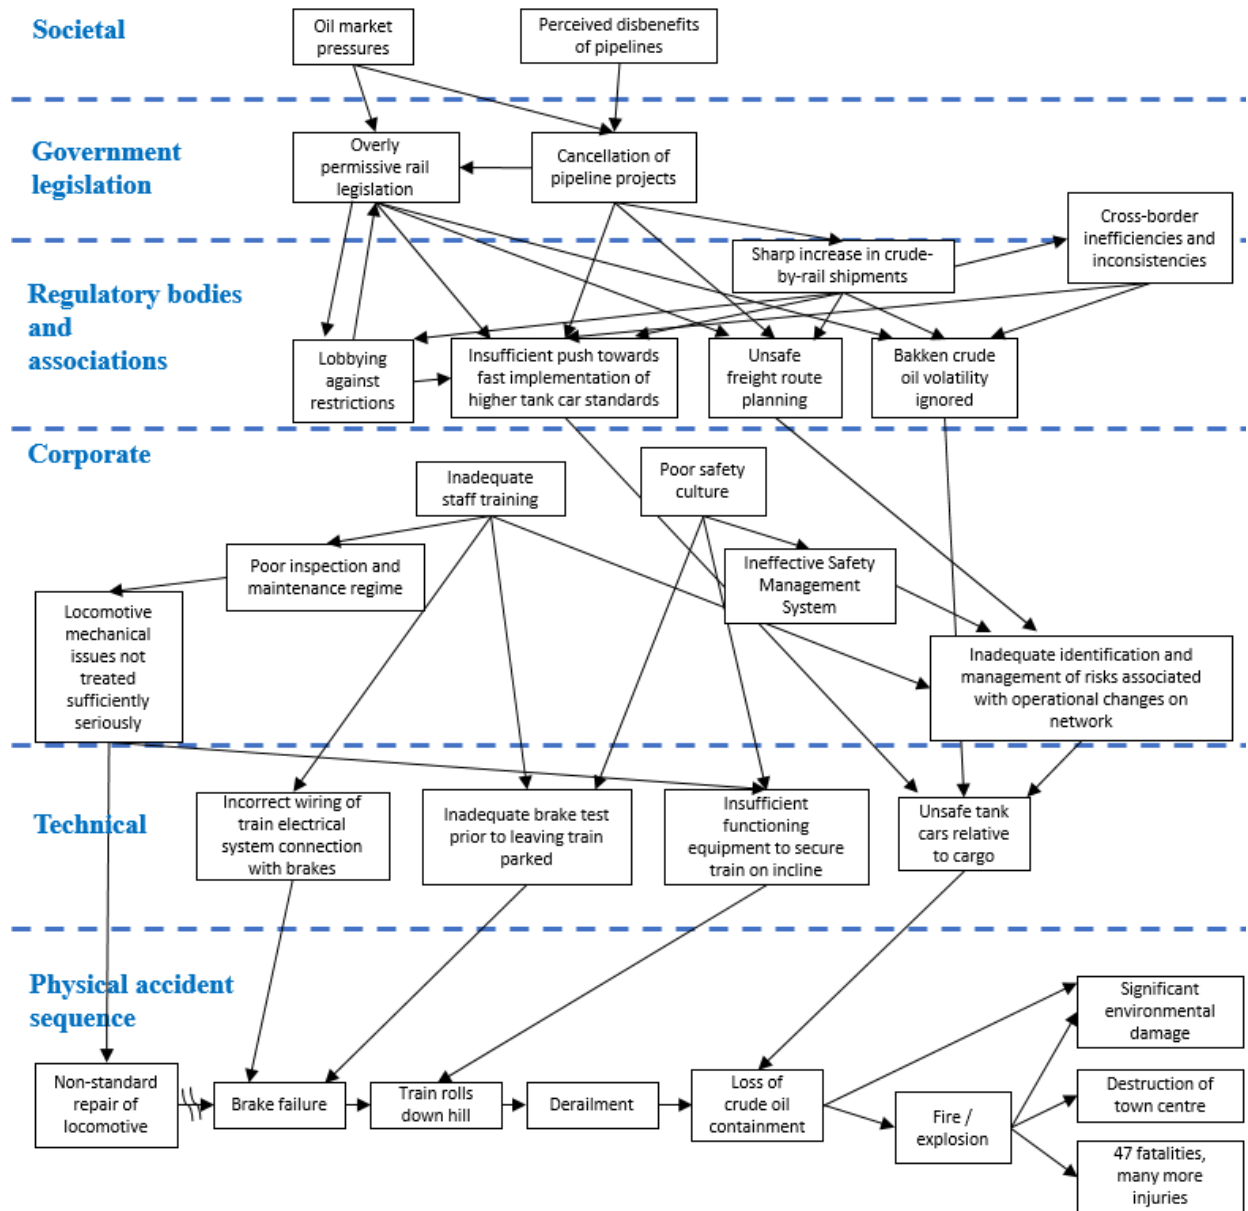 Societal
Oil market
pressures
Perceived disbenefits
of pipelines
Government
legislation
Overly
permissive rail
legislation
Cancellation of
pipeline projects
Cross-border
inefficiencies and
inconsistencies
Sharp increase in crude-
by-rail shipments
Regulatory bodies
and
associations
Lobbying
against
restrictions
Insufficient push towards
fast implementation of
higher tank car standards
Unsafe
freight route
planning
Bakken crude
oil volatility
ignored
Corporate
Inadequate
staff training
Poor safety
culture
Poor inspection and
maintenance regime
Ineffective Safety
Management
System
Locomotive
mechanical
issues not
treated
sufficiently
seriously
Inadequate identification and
management of risks associated
with operational changes on
network
Technical
Incorrect wiring of
train electrical
system connection
with brakes
Inadequate brake test
prior to leaving train
parked
Insufficient
functioning
equipment to secure
train on incline
Unsafe tank
cars relative
to cargo
Physical accident
sequence
Non-standard
repair of
locomotive
Brake failure
Train rolls
down hill
Derailment
Loss of
crude oil
containment
Fire /
explosion
Significant
environmental
damage
Destruction of
town centre
47 fatalities,
many more
injuries